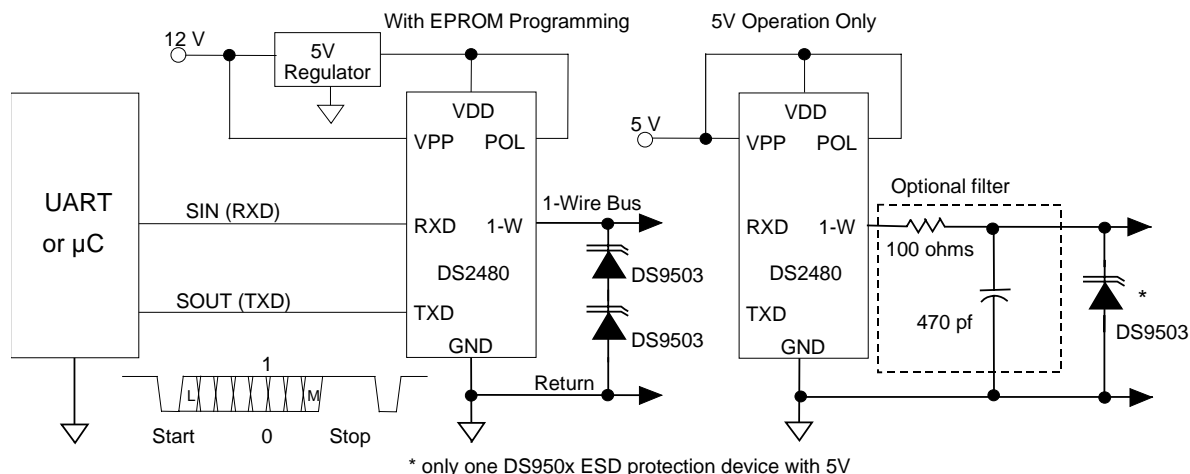 With EPROM Programming
5V Operation Only
12 V
5V
Regulator
VDD
VPP
POL
UART
or µC
SIN (RXD)
RXD
1-W
1-Wire Bus
DS2480
DS9503
DS9503
SOUT (TXD)
TXD
GND
Return
1
L
M
Start
0
Stop
5 V
VDD
VPP
POL
Optional filter
RXD
1-W
100 ohms
DS2480
470 pf
*
DS9503
TXD
GND
* only one DS950x ESD protection device with 5V